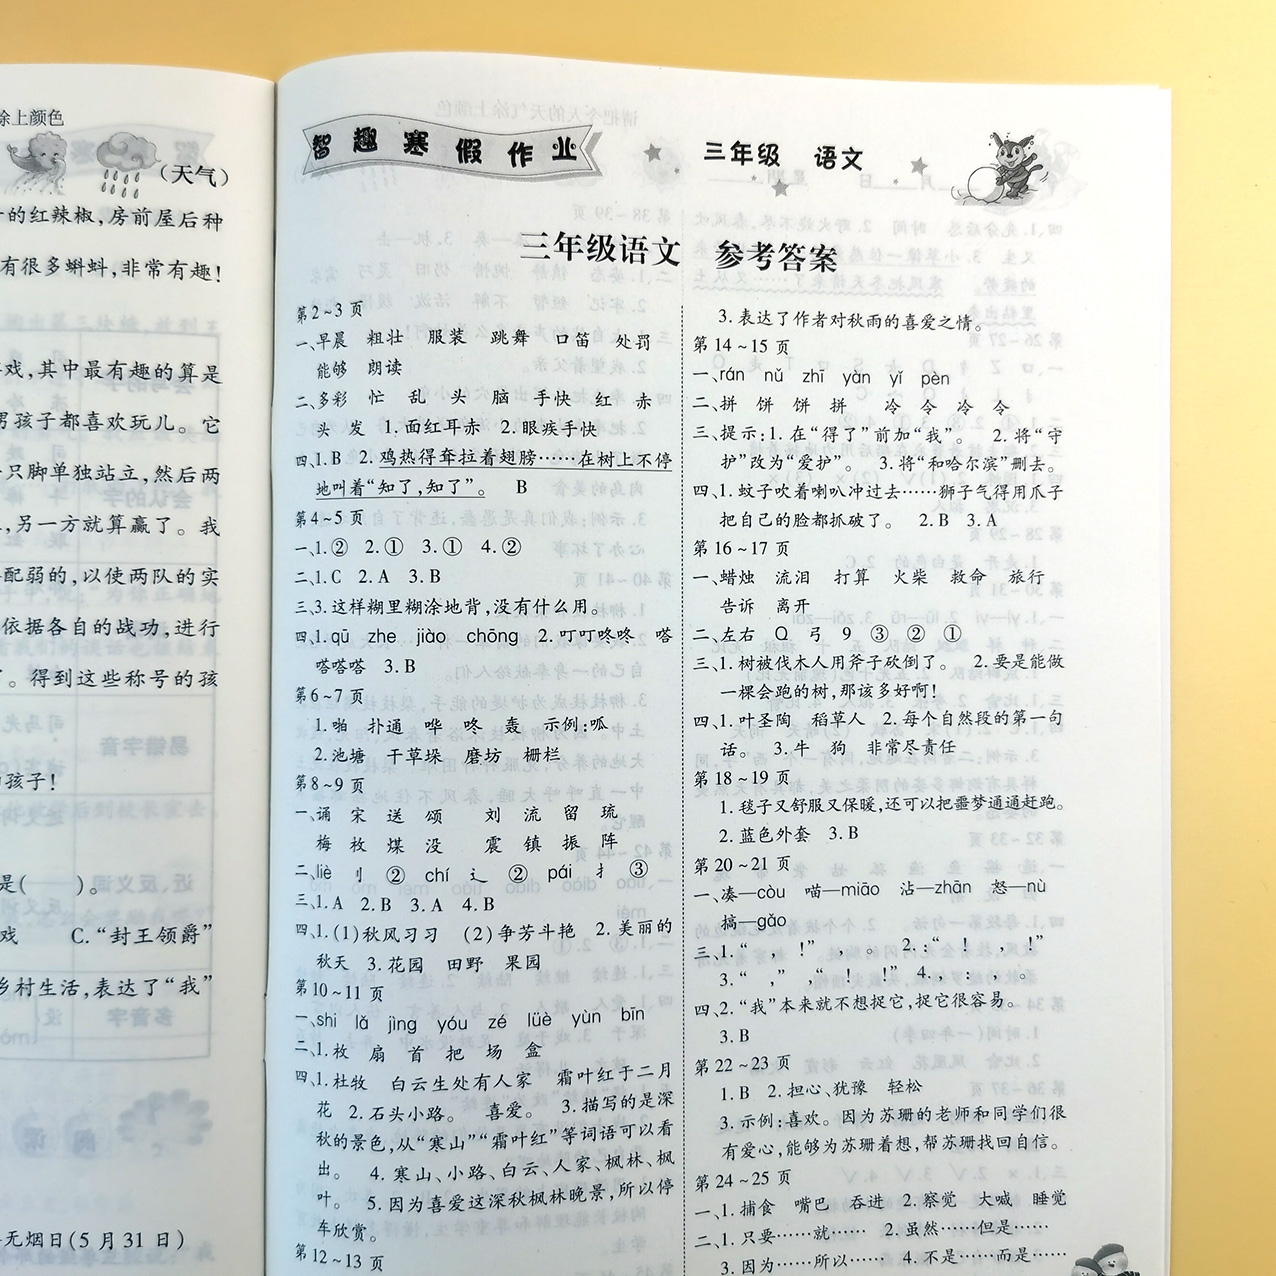 涂上颜色
(天气)
的红辣椒,房前屋后种
有很多蝌蚪,非常有趣!
戏,其中最有趣的算是
男孩子都喜欢玩儿。它
只脚单独站立,然后两
,另一方就算赢了。我
配弱的,以使两队的实
依据各自的战功,进行
。得到这些称号的孩
孩子!
是(  )。
戏  C.“封王领爵”
乡村生活,表达了“我”
无烟日(5月31日)
智趣寒假作业
三年级 语文
三年级语文 参考答案
第2~3页
一、早晨 粗壮 服装 跳舞 口笛 处罚
能够 朗读
二、多彩 忙 乱 头 脑 手快 红 赤
头 发 1.面红耳赤 2.眼疾手快
四、1.B 2.鸡热得耷拉着翅膀……在树上不停
地叫着“知了,知了”。 B
第4~5页
一、1.② 2.① 3.① 4.②
二、1.C 2.A 3.B
三、3.这样糊里糊涂地背,没有什么用。
四、1.qū zhe jiào chōng 2.叮叮咚咚 嗒
嗒嗒嗒 3.B
第6~7页
1.啪 扑通 哗 咚 轰 示例:呱
2.池塘 干草垛 磨坊 栅栏
第8~9页
一、诵 宋 送 颂 刘 流 留 琉
梅 枚 煤 没 震 镇 振 阵
二、liè 刂 ② chí 辶 ② pái 扌 ③
三、1.A 2.B 3.A 4.B
四、1.(1)秋风习习 (2)争芳斗艳 2.美丽的
秋天 3.花园 田野 果园
第10~11页
一、shi lǎ jìng yóu zé lüè yùn bīn
二、1.枚 扇 首 把 场 盒
四、1.杜牧 白云生处有人家 霜叶红于二月
花 2.石头小路。 喜爱。 3.描写的是深
秋的景色,从“寒山”“霜叶红”等词语可以看
出。 4.寒山、小路、白云、人家、枫林、枫
叶。 5.因为喜爱这深秋枫林晚景,所以停
车欣赏。
第12~13页
3.表达了作者对秋雨的喜爱之情。
第14~15页
一、rán nǔ zhī yàn yǐ pèn
二、拼 饼 饼 拼 冷 令 冷 令
三、提示:1.在“得了”前加“我”。 2.将“守
护”改为“爱护”。 3.将“和哈尔滨”删去。
四、1.蚊子吹着喇叭冲过去……狮子气得用爪子
把自己的脸都抓破了。 2.B 3.A
第16~17页
一、蜡烛 流泪 打算 火柴 救命 旅行
告诉 离开
二、左右 Q 弓 9 ③ ② ①
三、1.树被伐木人用斧子砍倒了。 2.要是能做
一棵会跑的树,那该多好啊!
四、1.叶圣陶 稻草人 2.每个自然段的第一句
话。 3.牛 狗 非常尽责任
第18~19页
1.毯子又舒服又保暖,还可以把噩梦通通赶跑。
2.蓝色外套 3.B
第20~21页
一、凑—còu 喵—miāo 沾—zhān 怒—nù
搞—gǎo
三、1.“ , !” , 。 2.:“ ! , !”
3.“ ,” ,“ ! !” 4., : , 。
四、2.“我”本来就不想捉它,捉它很容易。
3.B
第22~23页
1.B 2.担心、犹豫 轻松
3.示例:喜欢。因为苏珊的老师和同学们很
有爱心,能够为苏珊着想,帮苏珊找回自信。
第24~25页
一、1.捕食 嘴巴 吞进 2.察觉 大喊 睡觉
二、1.只要……就…… 2.虽然……但是……
3.因为……所以…… 4.不是……而是……